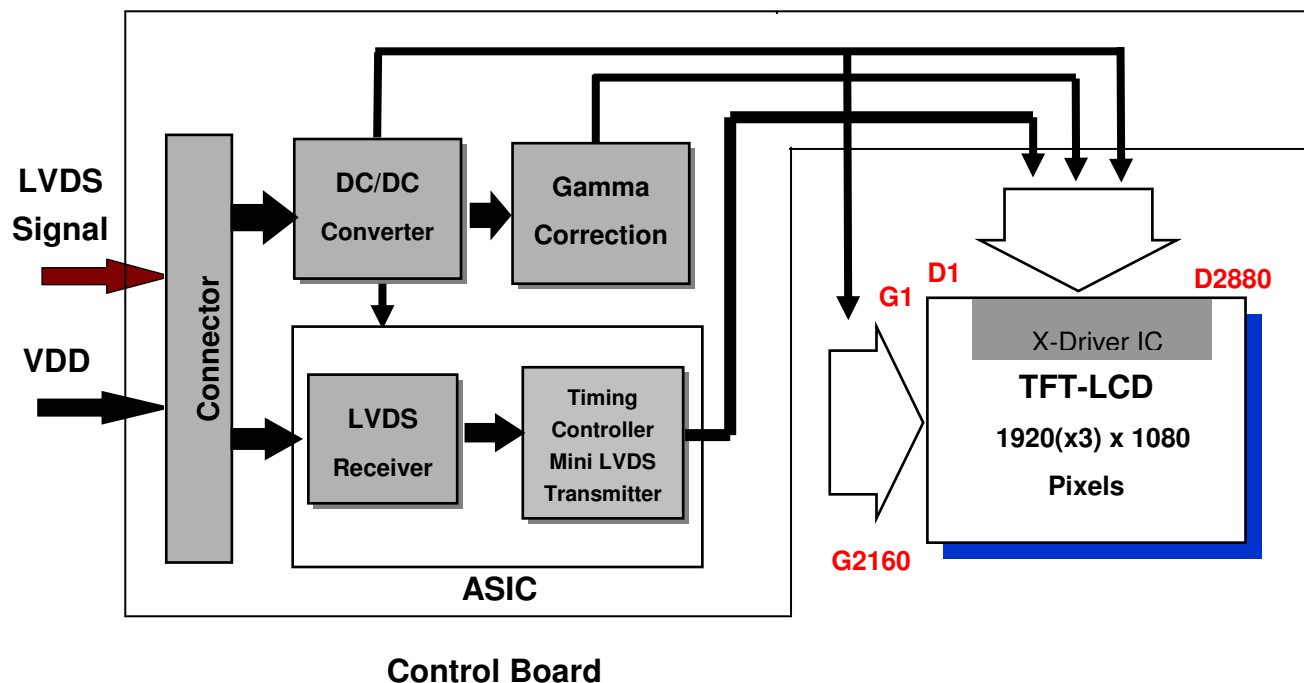 LVDS
Signal
VDD
Connector
DC/DC
Converter
Gamma
Correction
LVDS
Receiver
Timing
Controller
Mini LVDS
Transmitter
ASIC
D1
D2880
G1
G2160
X-Driver IC
TFT-LCD
1920(x3) x 1080
Pixels
Control Board